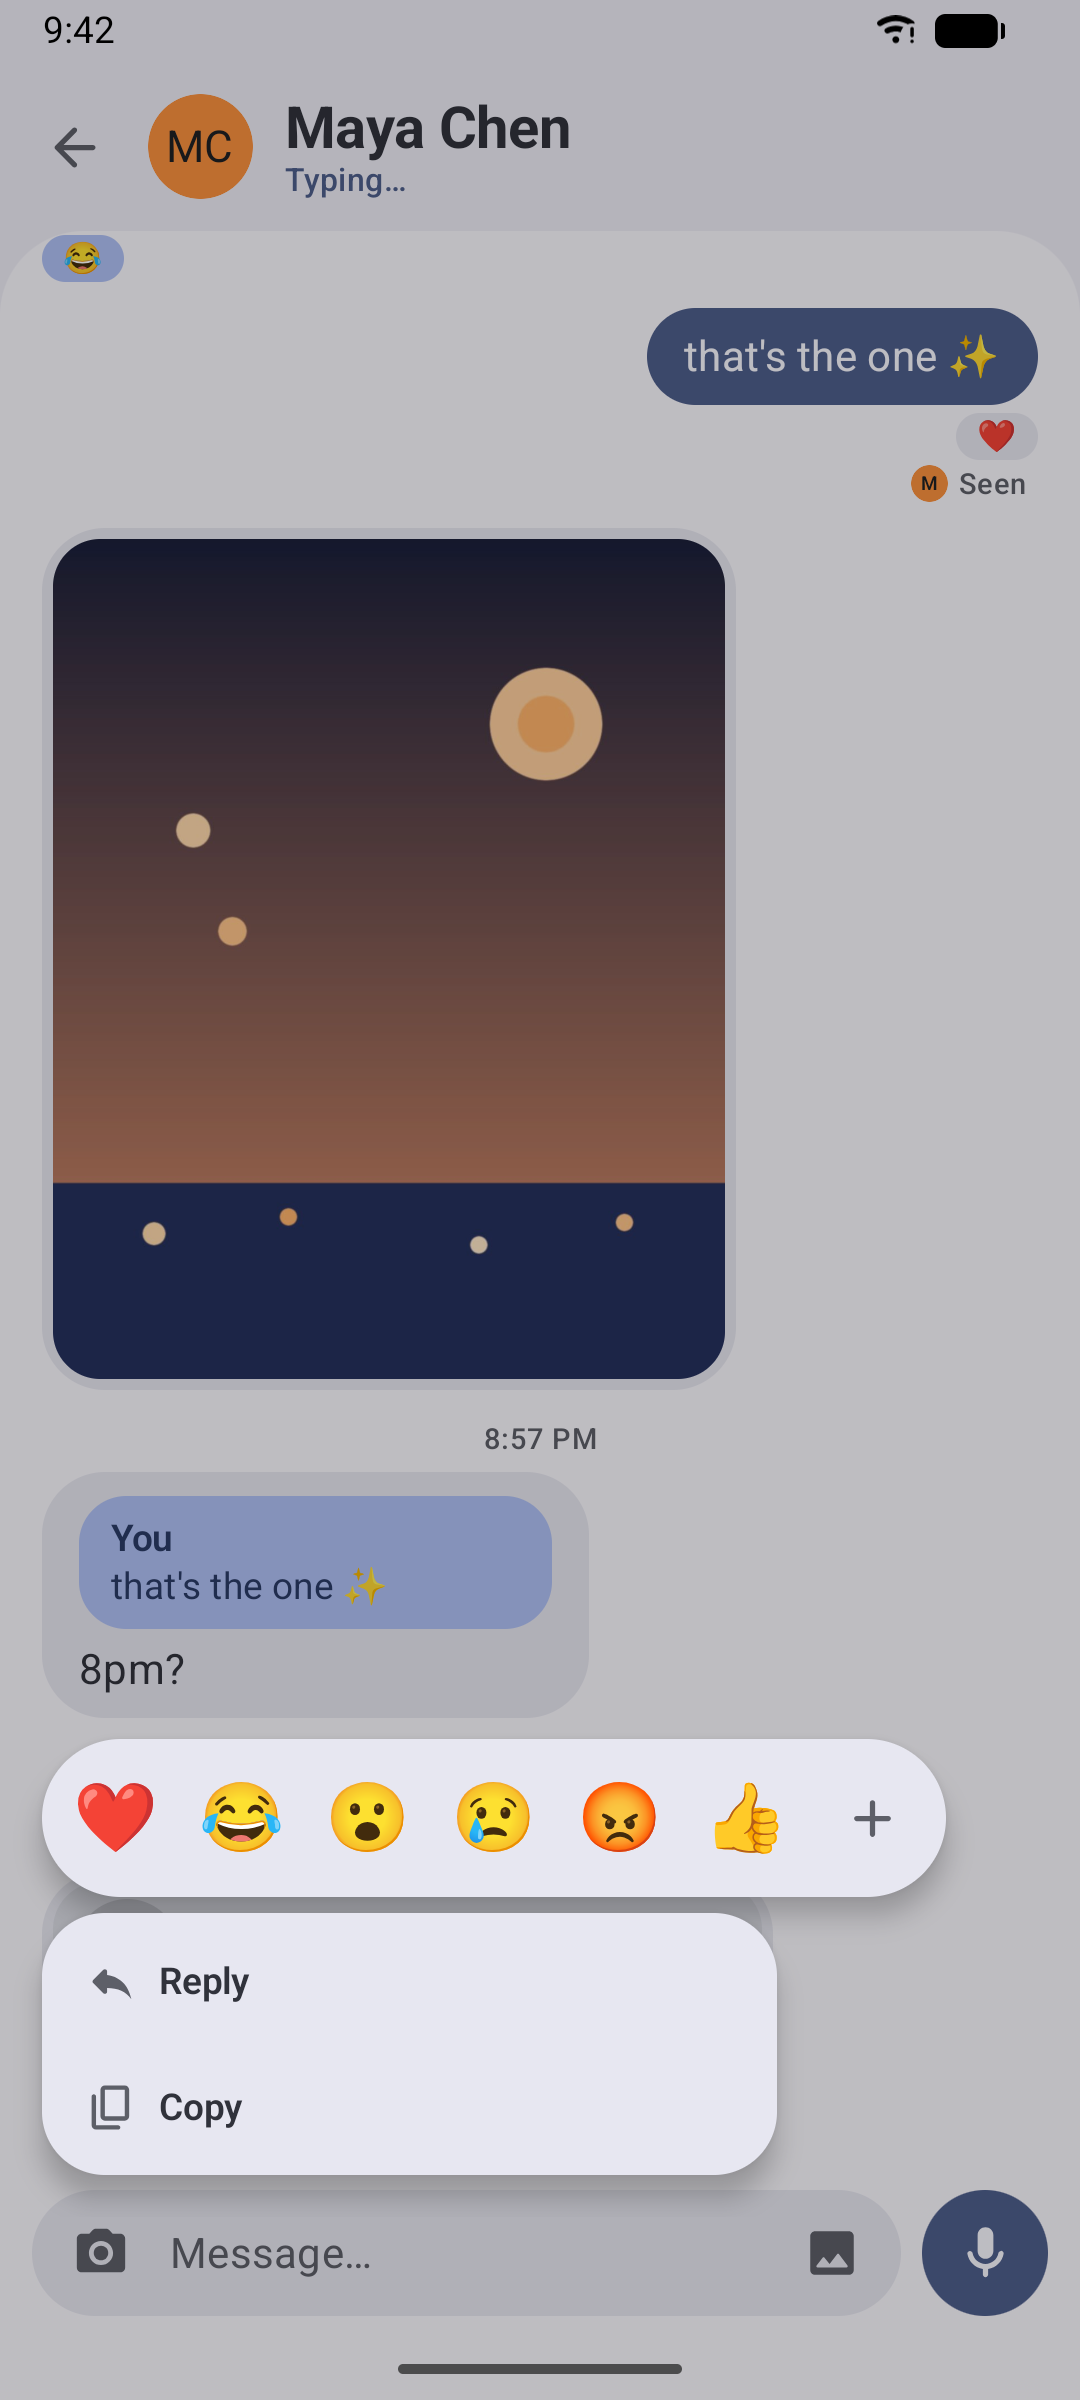 9:42
MC
Maya Chen
Typing…
😂
that's the one ✨
❤️
M Seen
8:57 PM
You
that's the one ✨
8pm?
❤️ 😂 😮 😢 😡 👍 +
Reply
Copy
Message…